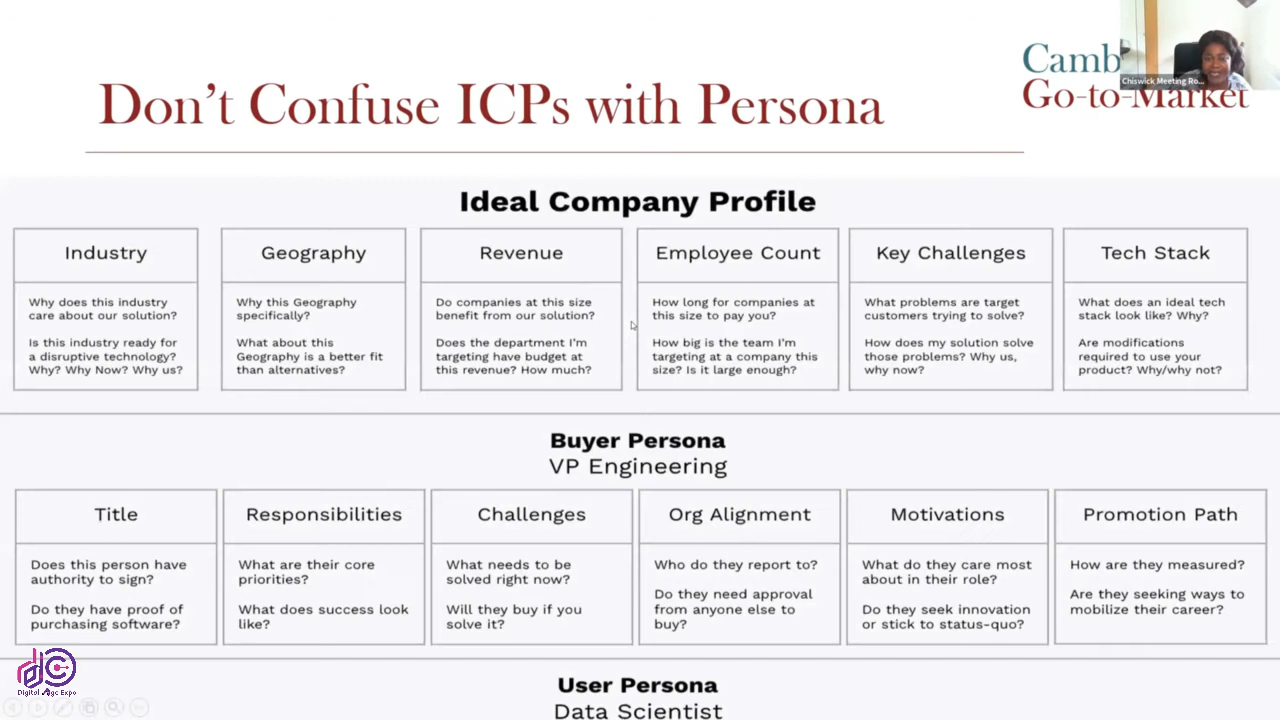 Don't Confuse ICPs with Persona
Camb
Go-to-Market
Chiswick Meeting Ro...
Ideal Company Profile
Industry
Why does this industry
care about our solution?
Is this industry ready for
a disruptive technology?
Why? Why Now? Why us?
Geography
Why this Geography
specifically?
What about this
Geography is a better fit
than alternatives?
Revenue
Do companies at this size
benefit from our solution?
Does the department I'm
targeting have budget at
this revenue? How much?
Employee Count
How long for companies at
this size to pay you?
How big is the team I'm
targeting at a company this
size? Is it large enough?
Key Challenges
What problems are target
customers trying to solve?
How does my solution solve
those problems? Why us,
why now?
Tech Stack
What does an ideal tech
stack look like? Why?
Are modifications
required to use your
product? Why/why not?
Buyer Persona
VP Engineering
Title
Does this person have
authority to sign?
Do they have proof of
purchasing software?
Responsibilities
What are their core
priorities?
What does success look
like?
Challenges
What needs to be
solved right now?
Will they buy if you
solve it?
Org Alignment
Who do they report to?
Do they need approval
from anyone else to
buy?
Motivations
What do they care most
about in their role?
Do they seek innovation
or stick to status-quo?
Promotion Path
How are they measured?
Are they seeking ways to
mobilize their career?
Digital Age Expo
User Persona
Data Scientist